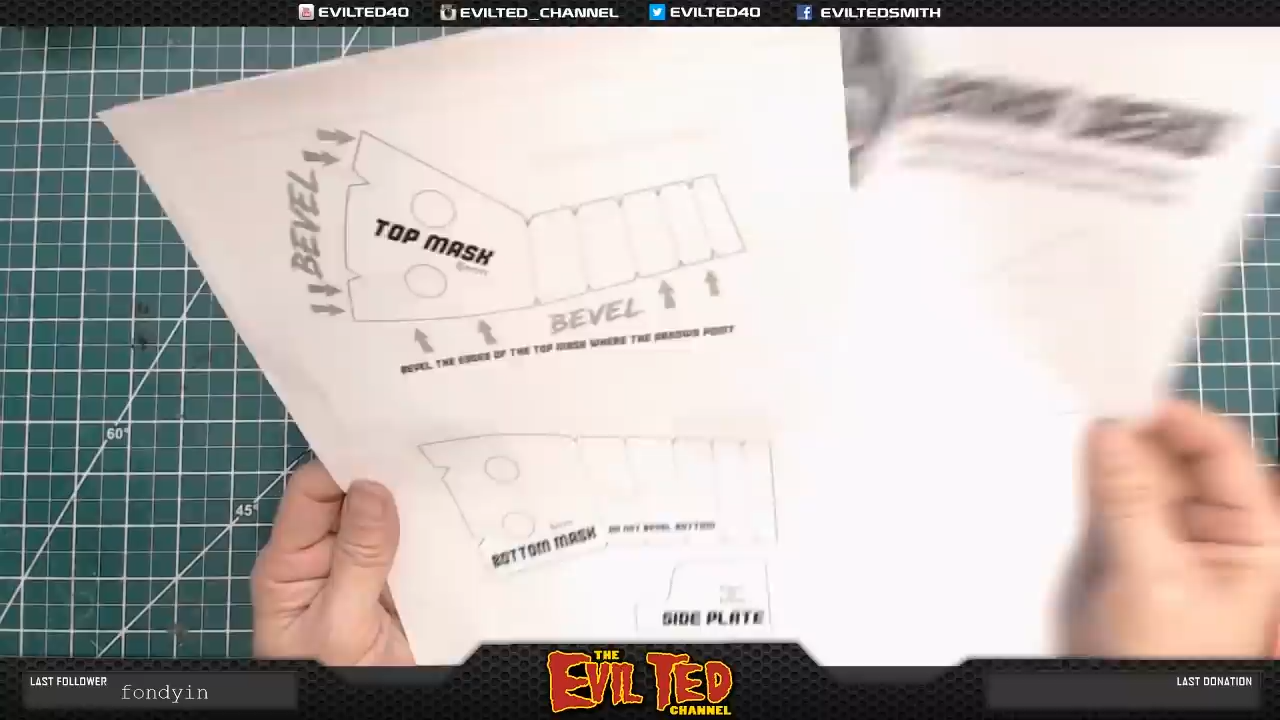 EVILTED40
EVILTED_CHANNEL
EVILTED40
EVILTEDSMITH
BEVEL
TOP MASK
6mm
BEVEL
BEVEL THE EDGES OF THE TOP MASK WHERE THE ARROWS POINT
60°
45°
BOTTOM MASK
DO NOT BEVEL BOTTOM
SIDE PLATE
LAST FOLLOWER
fondyin
THE
EVIL TED
CHANNEL
LAST DONATION